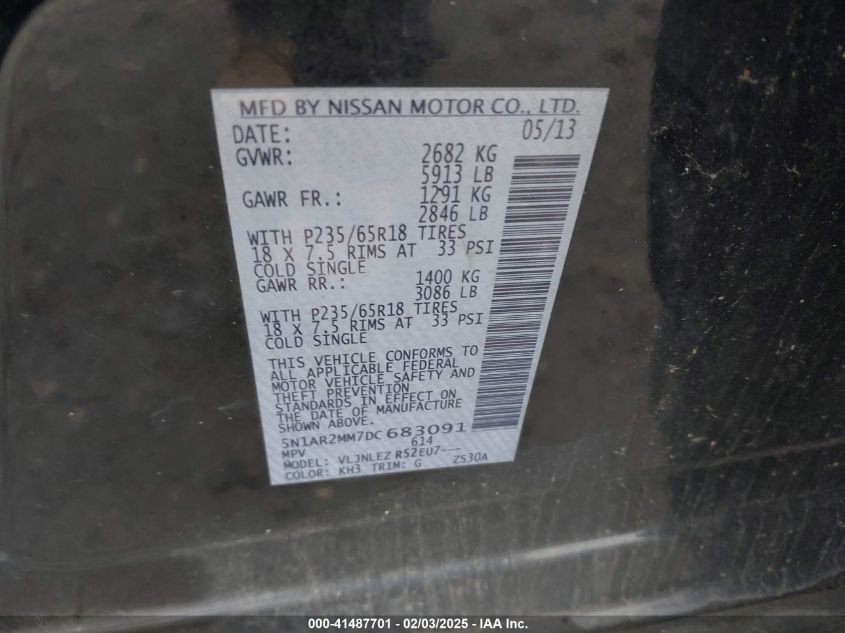 MFD BY NISSAN MOTOR CO., LTD.
DATE: 05/13
GVWR: 2682 KG
5913 LB
GAWR FR.: 1291 KG
2846 LB
WITH P235/65R18 TIRES
18 X 7.5 RIMS AT 33 PSI
COLD SINGLE
GAWR RR.: 1400 KG
3086 LB
WITH P235/65R18 TIRES
18 X 7.5 RIMS AT 33 PSI
COLD SINGLE
THIS VEHICLE CONFORMS TO
ALL APPLICABLE FEDERAL
MOTOR VEHICLE SAFETY AND
THEFT PREVENTION
STANDARDS IN EFFECT ON
THE DATE OF MANUFACTURE
SHOWN ABOVE.
5N1AR2MM7DC683091
MPV 614
MODEL: VLJNLEZ R52EU7---
COLOR: KH3 TRIM: G ZS30A
000-41487701 - 02/03/2025 - IAA Inc.